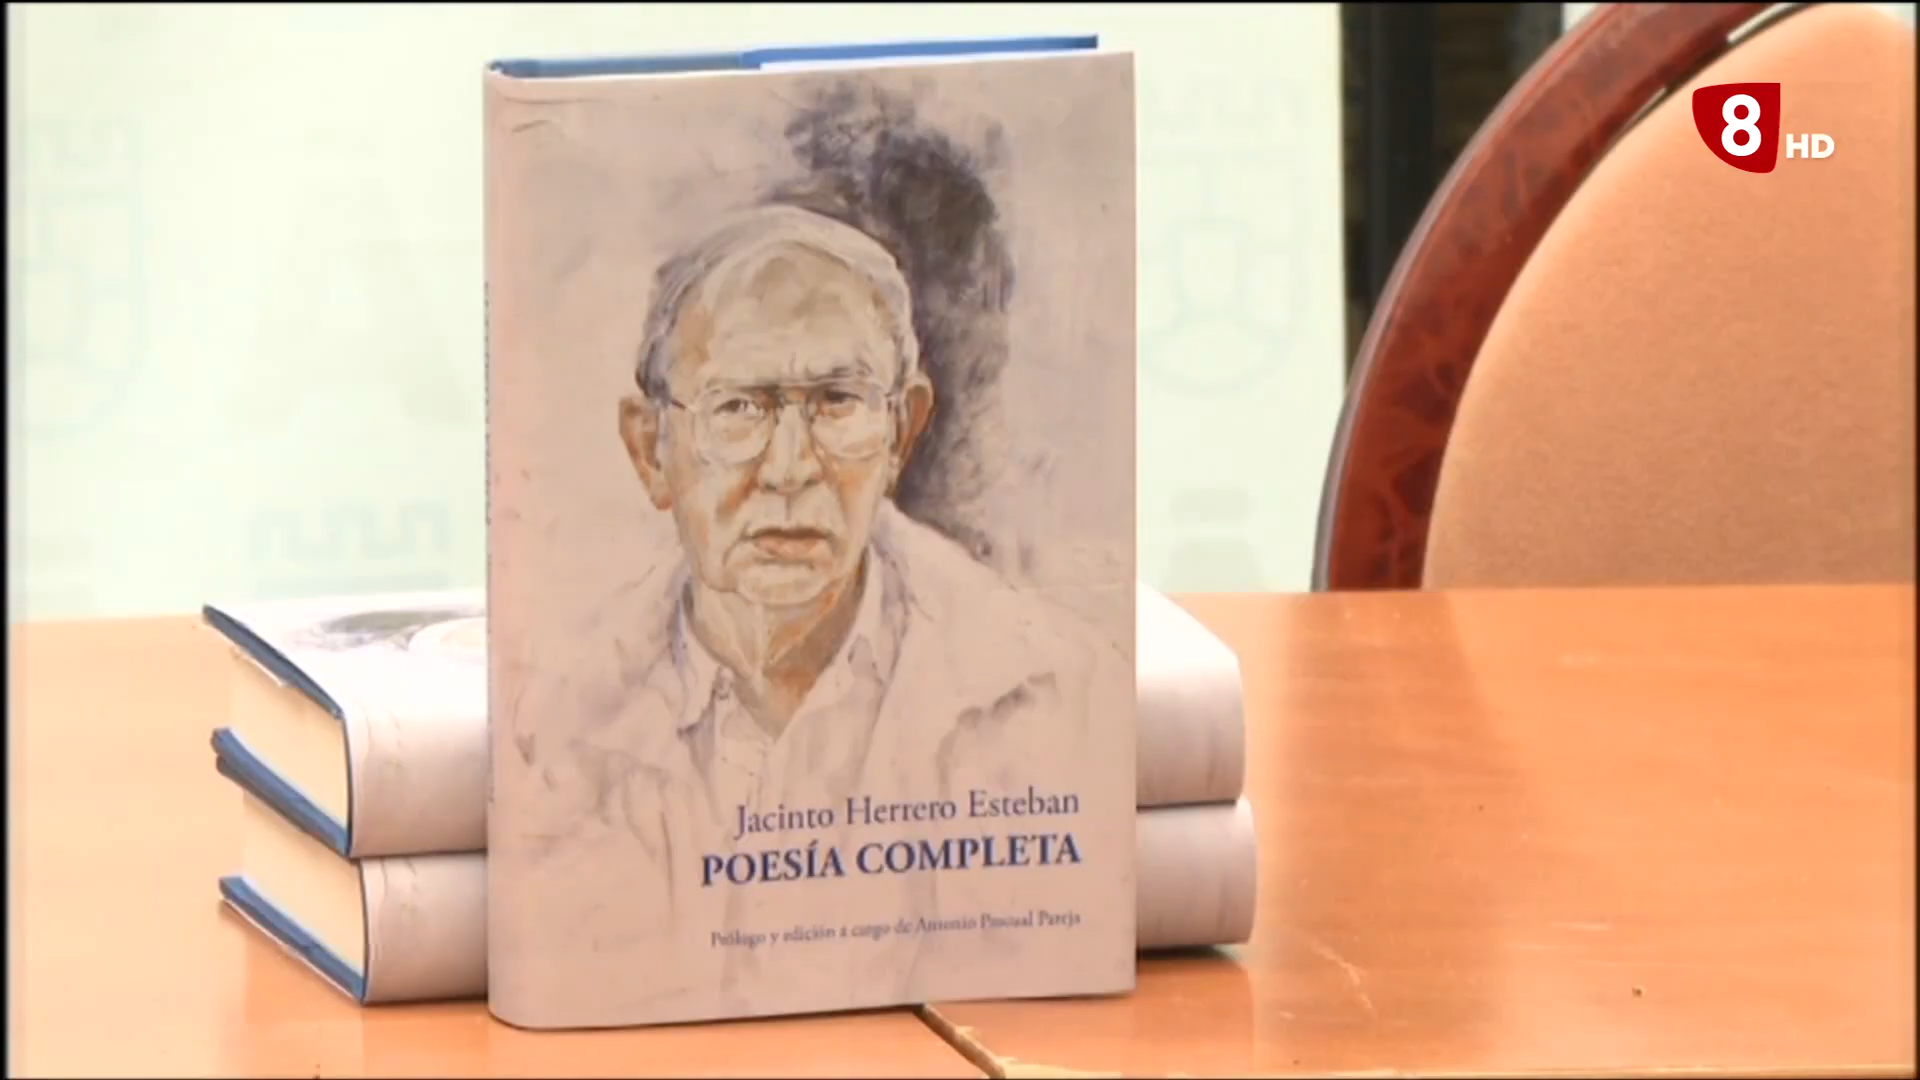 8 HD
Jacinto Herrero Esteban
POESÍA COMPLETA
Prólogo y edición a cargo de Antonio Pascual Pareja